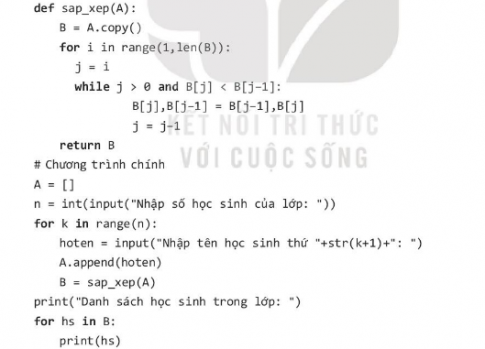 def sap_xep(A):
    B = A.copy()
    for i in range(1,len(B)):
        j = i
        while j > 0 and B[j] < B[j-1]:
            B[j],B[j-1] = B[j-1],B[j]
            j = j-1
    return B
# Chương trình chính
A = []
n = int(input("Nhập số học sinh của lớp: "))
for k in range(n):
    hoten = input("Nhập tên học sinh thứ "+str(k+1)+": ")
    A.append(hoten)
    B = sap_xep(A)
print("Danh sách học sinh trong lớp: ")
for hs in B:
    print(hs)
KẾT NỐI TRI THỨC
VỚI CUỘC SỐNG